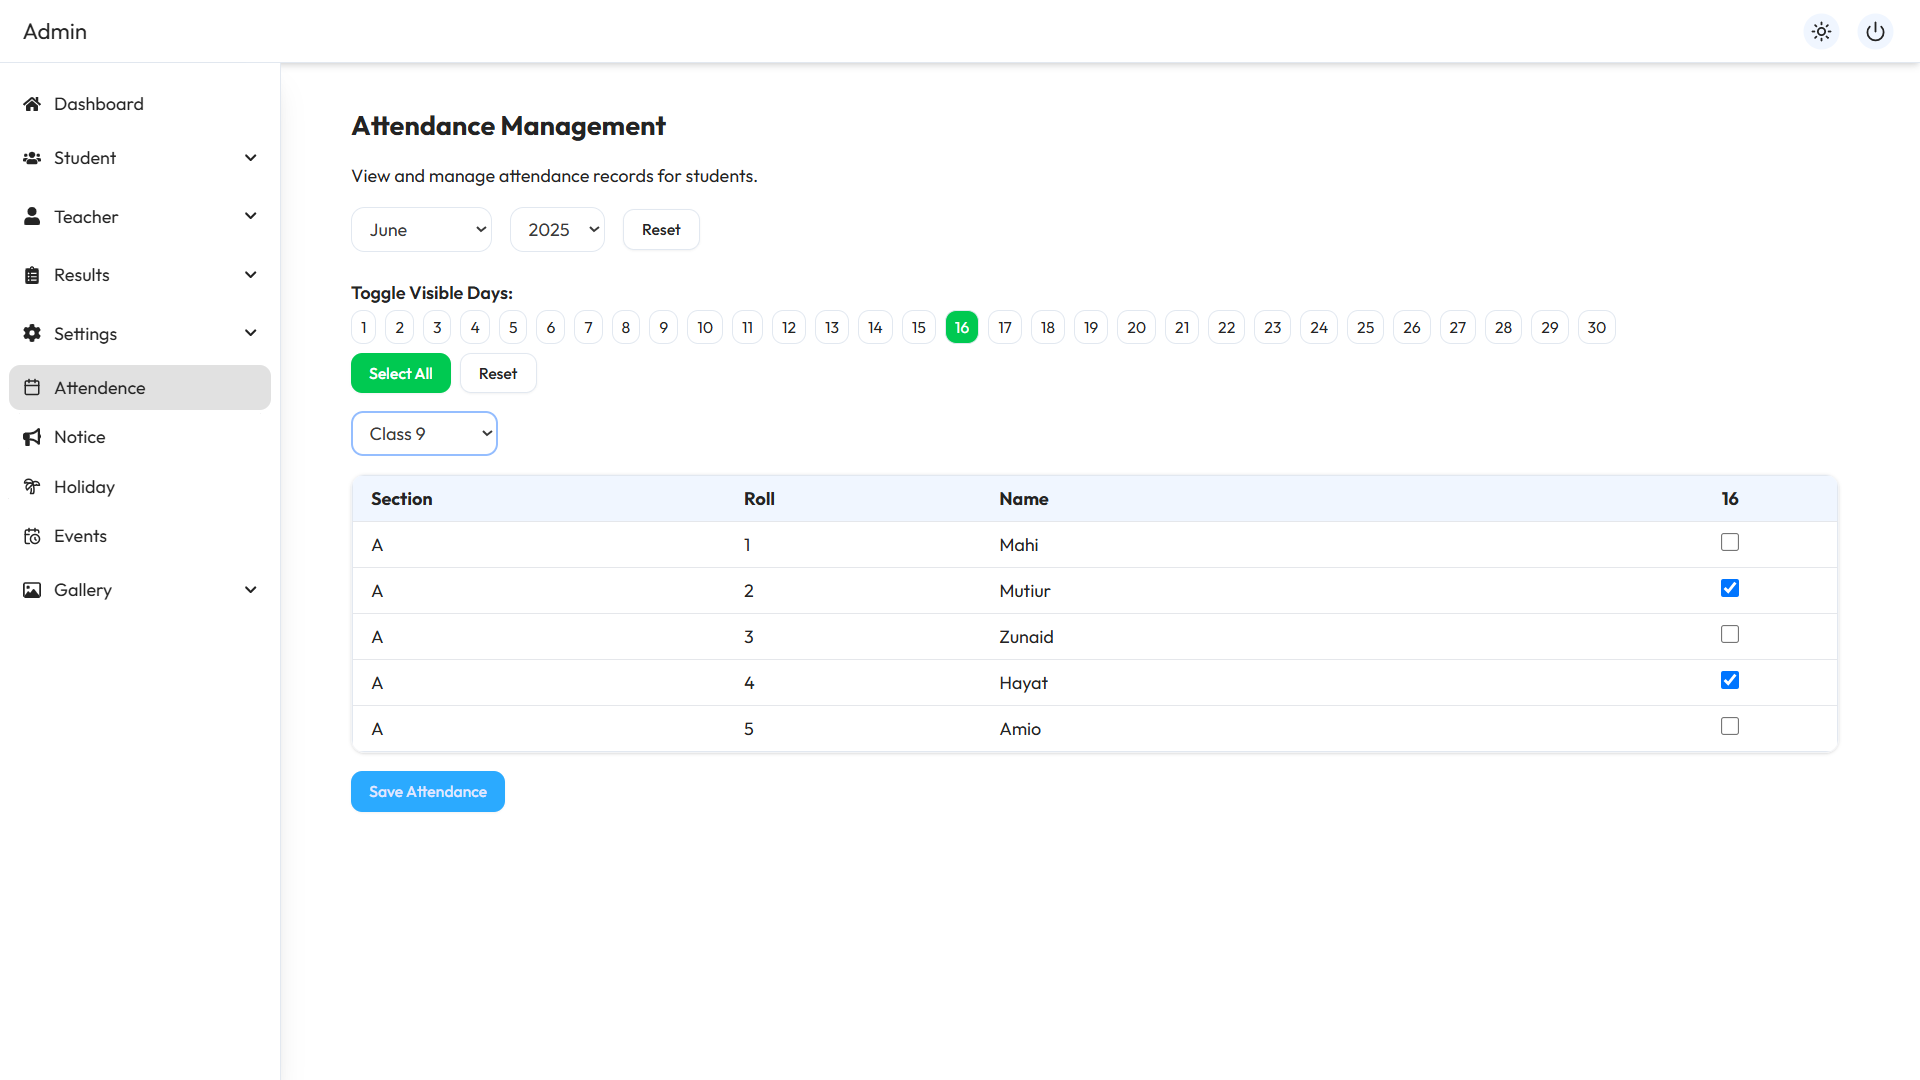 Admin
Dashboard
Student
Teacher
Results
Settings
Attendence
Notice
Holiday
Events
Gallery
Attendance Management
View and manage attendance records for students.
June 2025 Reset
Toggle Visible Days:
1 2 3 4 5 6 7 8 9 10 11 12 13 14 15 16 17 18 19 20 21 22 23 24 25 26 27 28 29 30
Select All Reset
Class 9
Section Roll Name 16
A 1 Mahi
A 2 Mutiur
A 3 Zunaid
A 4 Hayat
A 5 Amio
Save Attendance